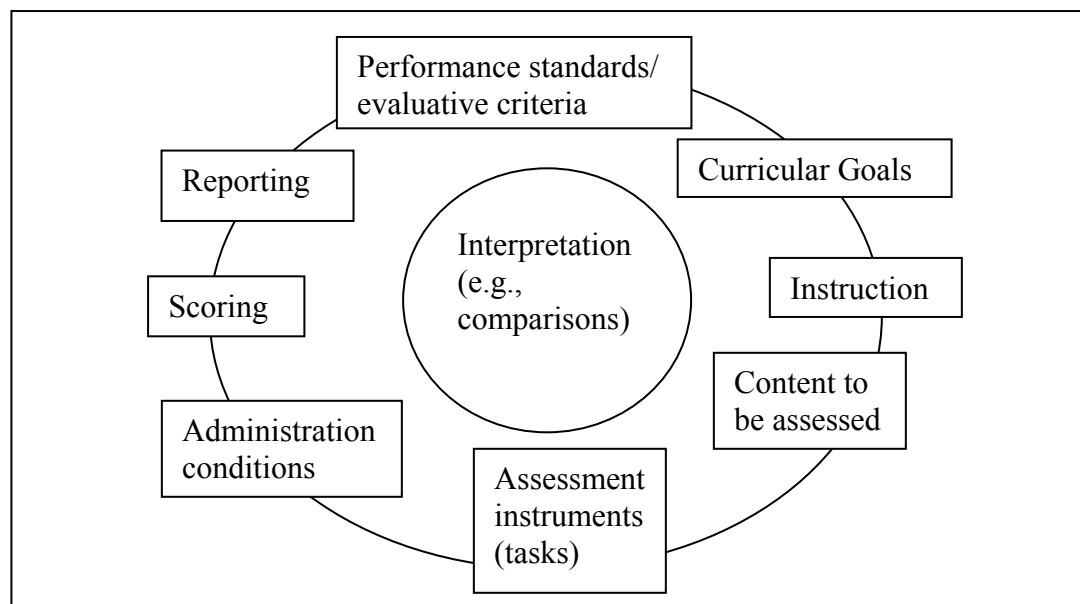 Performance standards/
evaluative criteria
Curricular Goals
Instruction
Content to
be assessed
Assessment
instruments
(tasks)
Administration
conditions
Scoring
Reporting
Interpretation
(e.g.,
comparisons)